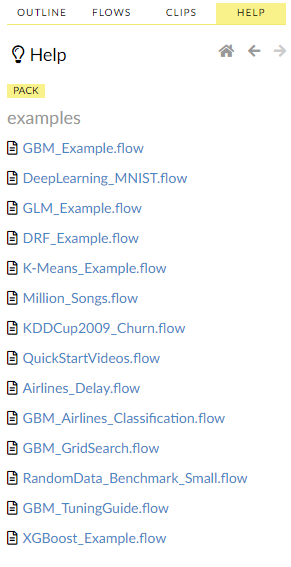 OUTLINE FLOWS CLIPS HELP
Help
PACK
examples
GBM_Example.flow
DeepLearning_MNIST.flow
GLM_Example.flow
DRF_Example.flow
K-Means_Example.flow
Million_Songs.flow
KDDCup2009_Churn.flow
QuickStartVideos.flow
Airlines_Delay.flow
GBM_Airlines_Classification.flow
GBM_GridSearch.flow
RandomData_Benchmark_Small.flow
GBM_TuningGuide.flow
XGBoost_Example.flow